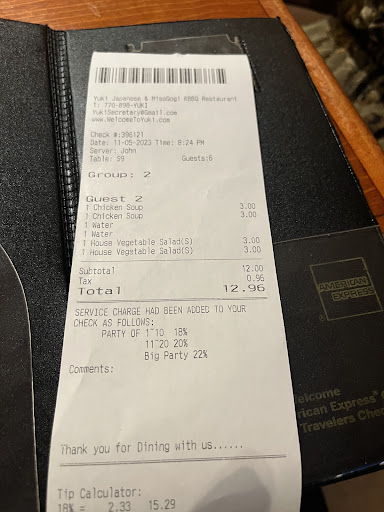 Yuki Japanese & MisoGogi KBBQ Restaurant
T: 770-898-YUKI
YukiSecretary@Gmail.com
www.WelcomeToYuki.com
Check #:396121
Date: 11-05-2023 Time: 8:24 PM
Server: John
Table: S9 Guests:6
Group: 2
Guest 2
1 Chicken Soup 3.00
1 Chicken Soup 3.00
1 Water
1 Water
1 House Vegetable Salad(S) 3.00
1 House Vegetable Salad(S) 3.00
Subtotal 12.00
Tax 0.96
Total 12.96
SERVICE CHARGE HAD BEEN ADDED TO YOUR
CHECK AS FOLLOWS:
PARTY OF 1~10 18%
11~20 20%
Big Party 22%
Comments:
Thank you for Dining with us......
Tip Calculator:
18% = 2.33 15.29
AMERICAN
EXPRESS
elcome
rican Express®
Travelers Che